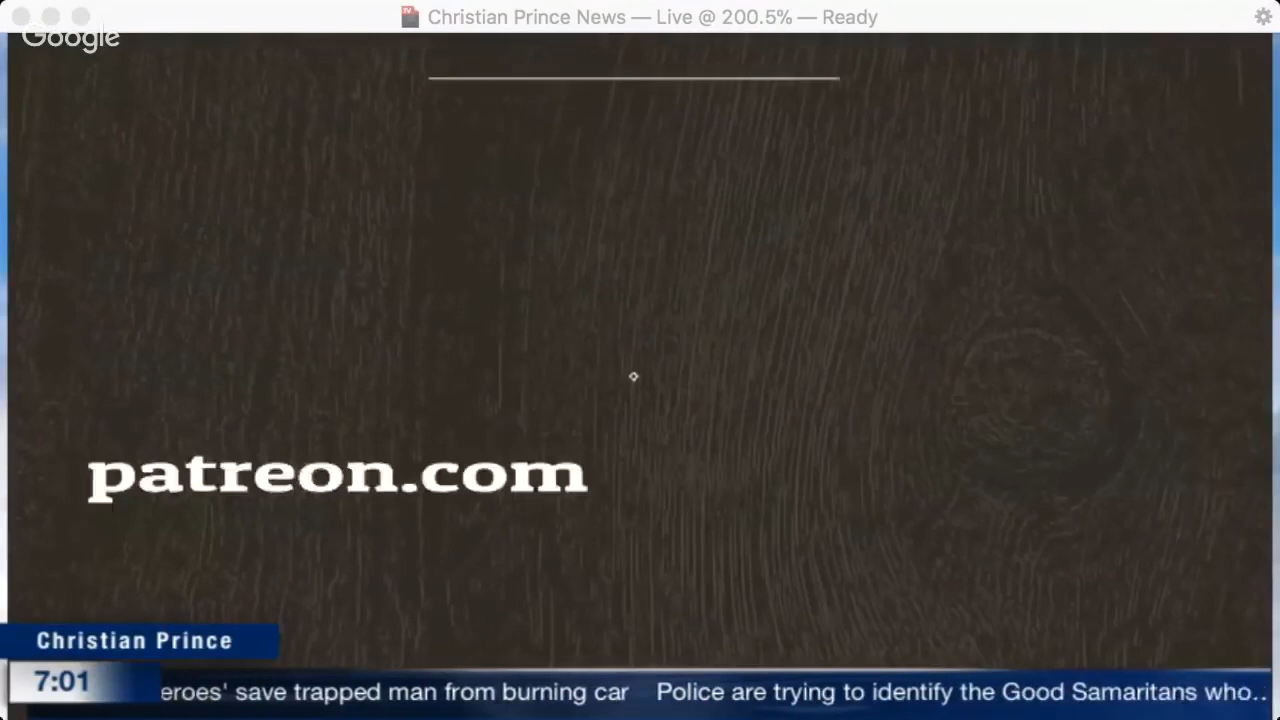 Christian Prince News — Live @ 200.5% — Ready
Google
patreon.com
Christian Prince
7:01
eroes' save trapped man from burning car Police are trying to identify the Good Samaritans who...